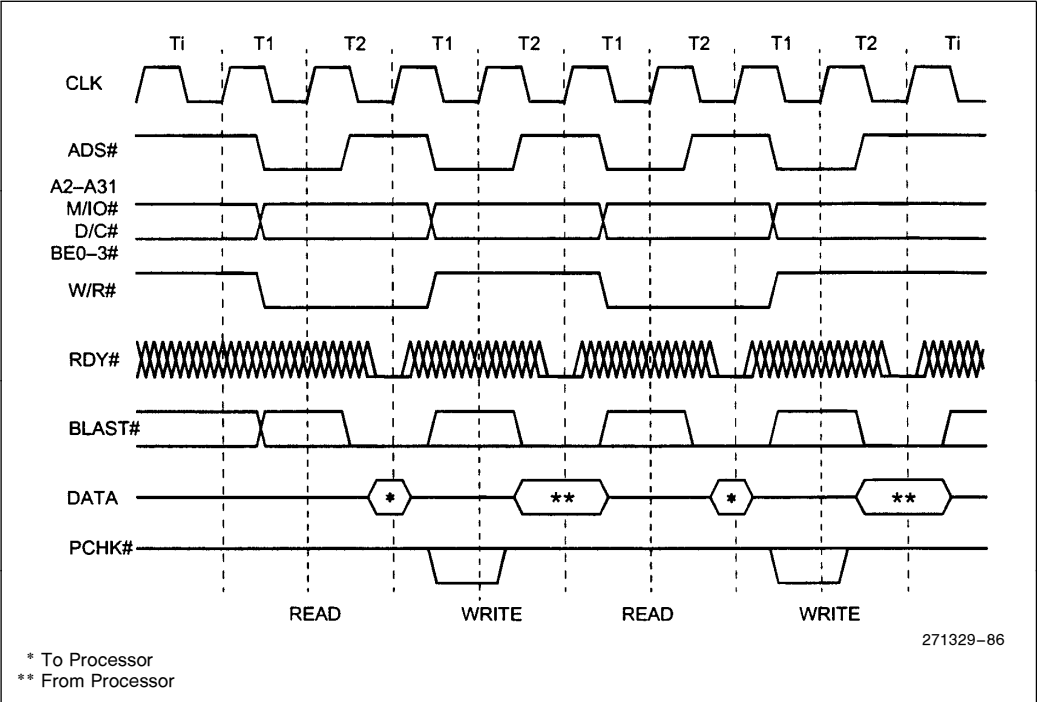 Ti T1 T2 T1 T2 T1 T2 T1 T2 Ti
CLK
ADS#
A2–A31
M/IO#
D/C#
BE0–3#
W/R#
RDY#
BLAST#
DATA * ** * **
PCHK#
READ WRITE READ WRITE
271329–86
* To Processor
** From Processor